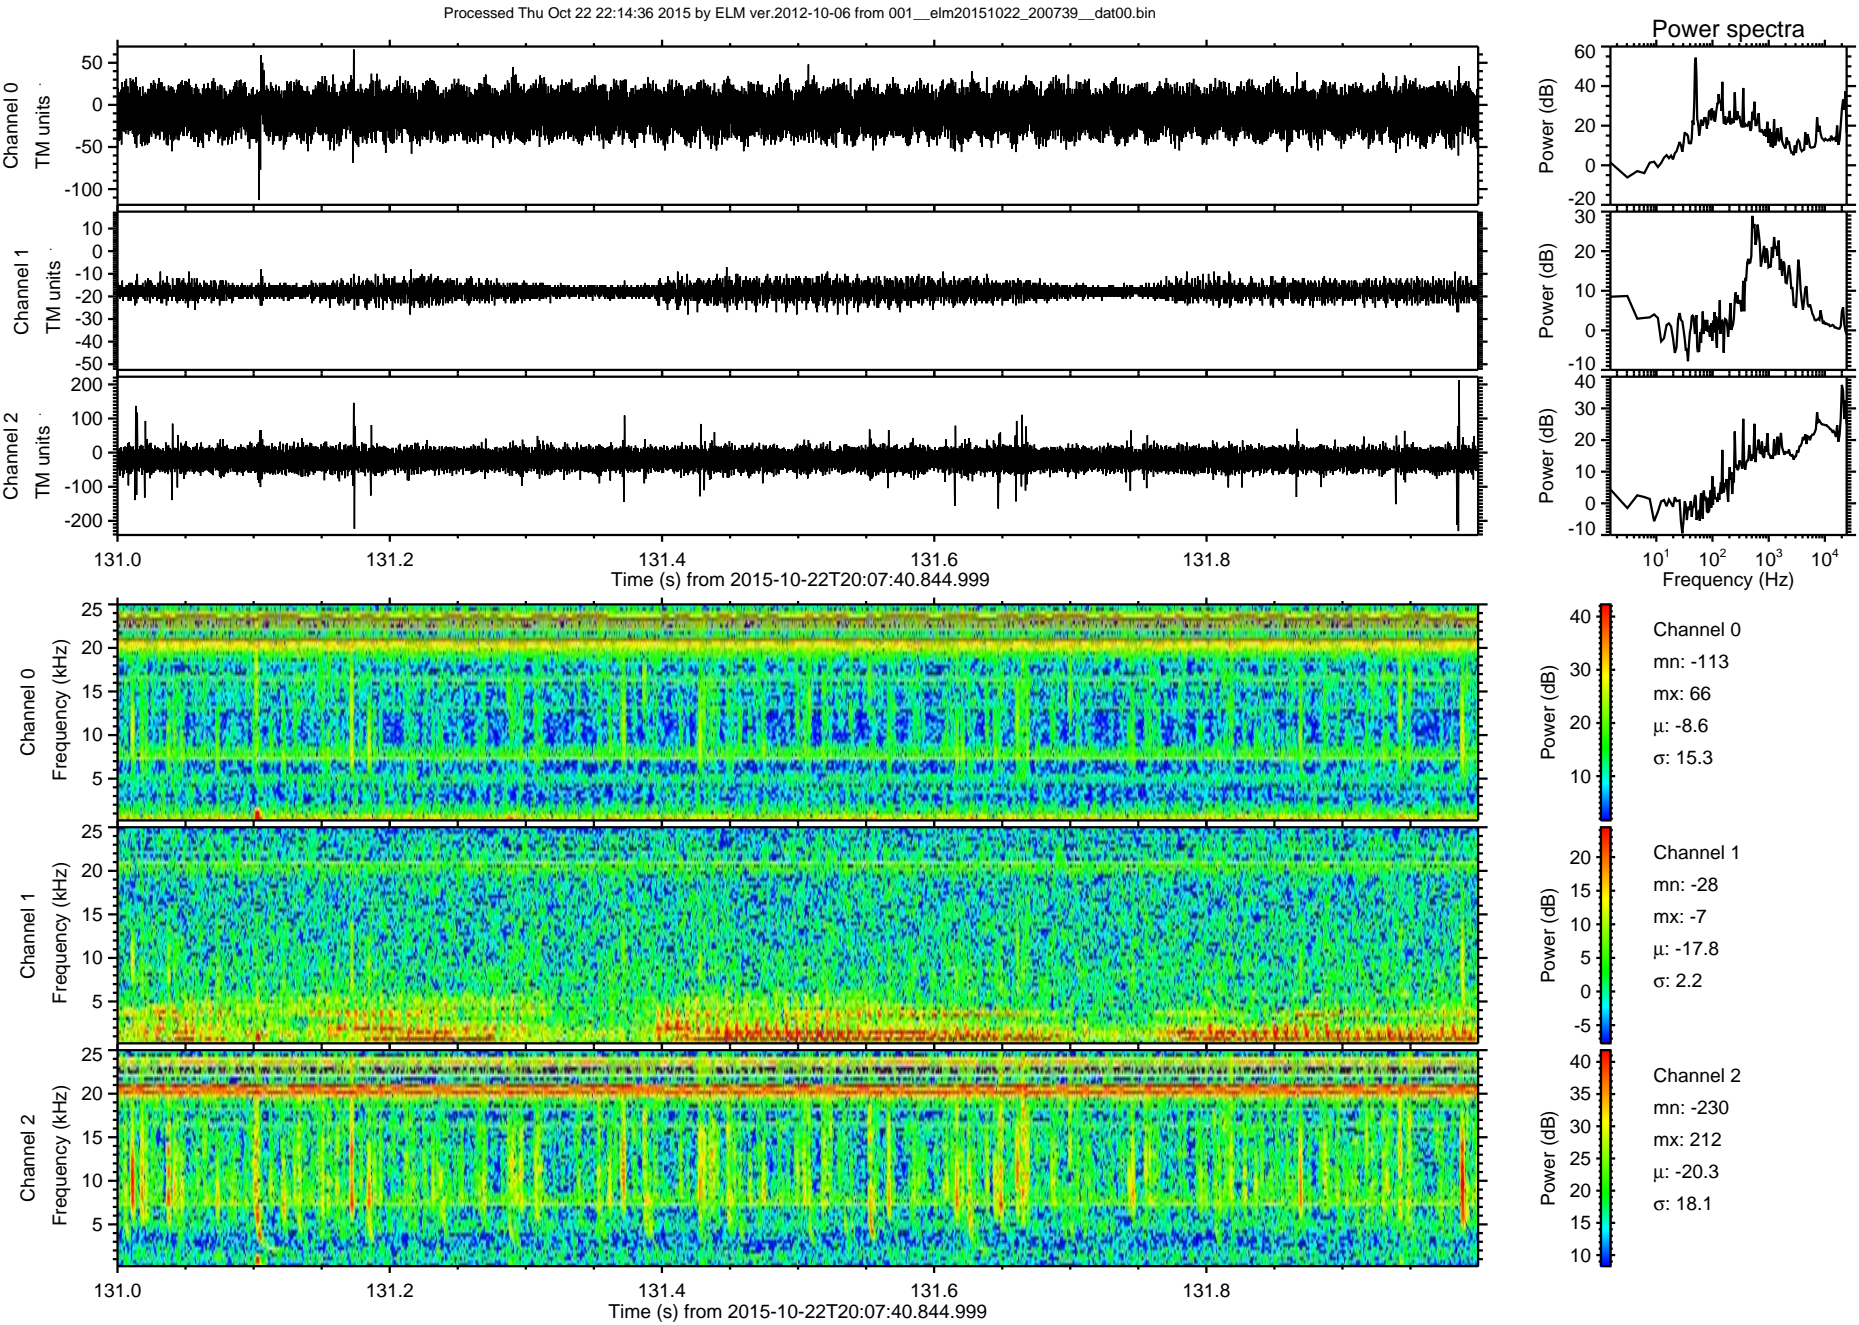 Processed Thu Oct 22 22:14:36 2015 by ELM ver.2012-10-06 from 001__elm20151022_200739__dat00.bin
Power spectra
Channel 0
TM units
50
0
-50
-100
Power (dB)
60
40
20
0
-20
Channel 1
TM units
10
0
-10
-20
-30
-40
-50
Power (dB)
30
20
10
0
-10
Channel 2
TM units
200
100
0
-100
-200
Power (dB)
40
30
20
10
0
-10
131.0 131.2 131.4 131.6 131.8
Time (s) from 2015-10-22T20:07:40.844.999
10¹ 10² 10³ 10⁴
Frequency (Hz)
Channel 0
Frequency (kHz)
25
20
15
10
5
Power (dB)
40
30
20
10
Channel 0
mn: -113
mx: 66
μ: -8.6
σ: 15.3
Channel 1
Frequency (kHz)
25
20
15
10
5
Power (dB)
20
15
10
5
0
-5
Channel 1
mn: -28
mx: -7
μ: -17.8
σ: 2.2
Channel 2
Frequency (kHz)
25
20
15
10
5
Power (dB)
40
35
30
25
20
15
10
Channel 2
mn: -230
mx: 212
μ: -20.3
σ: 18.1
131.0 131.2 131.4 131.6 131.8
Time (s) from 2015-10-22T20:07:40.844.999